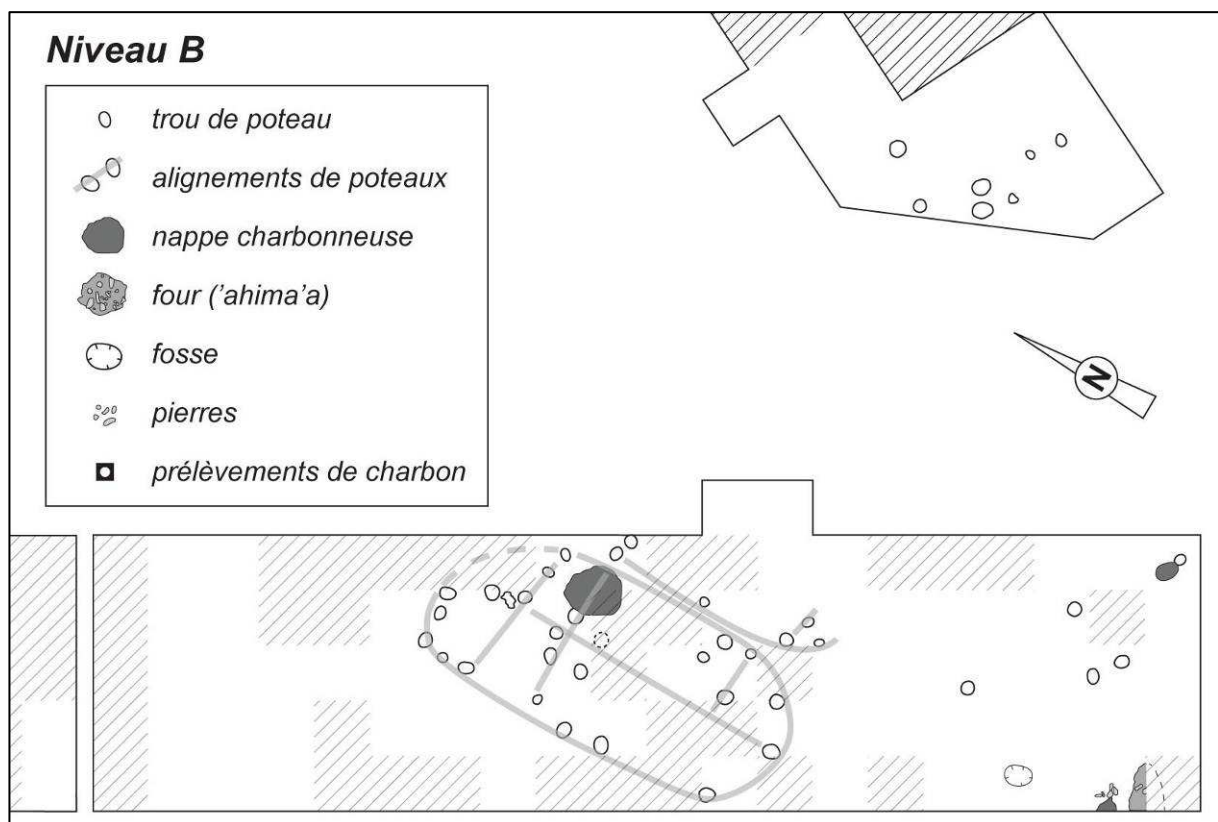 Niveau B
trou de poteau
alignements de poteaux
nappe charbonneuse
four ('ahima'a)
fosse
pierres
prélèvements de charbon
N